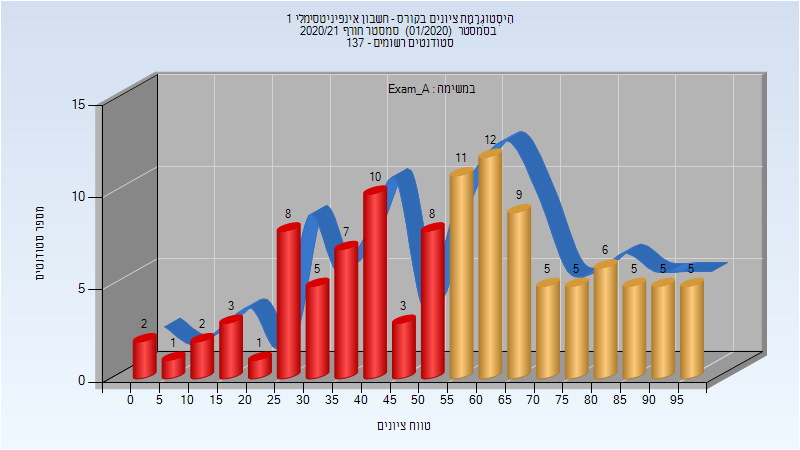 היסטוגרמת ציונים בקורס - חשבון אינפיניטסימלי 1
בסמסטר (01/2020) סמסטר חורף 2020/21
סטודנטים רשומים - 137
במשימה : Exam_A
מספר סטודנטים
15
10
5
0
2 1 2 3 1 8 5 7 10 3 8 11 12 9 5 5 6 5 5 5
0 5 10 15 20 25 30 35 40 45 50 55 60 65 70 75 80 85 90 95
טווח ציונים